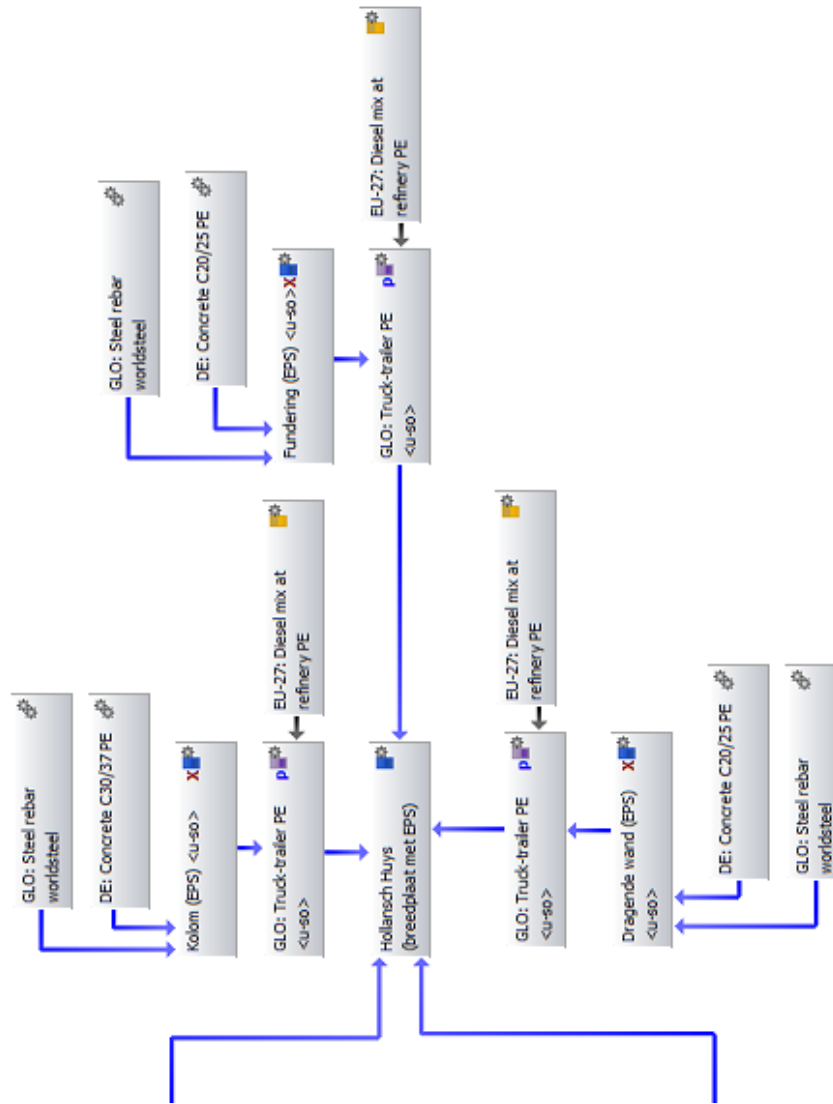 GLO: Steel rebar
worldsteel
DE: Concrete C30/37 PE
Kolom (EPS) <u-so>
X
GLO: Truck-trailer PE
<u-so>
p
EU-27: Diesel mix at
refinery PE
Hollansch Huys
(breedplaat met EPS)
GLO: Truck-trailer PE
<u-so>
p
EU-27: Diesel mix at
refinery PE
Dragende wand (EPS)
<u-so>
X
DE: Concrete C20/25 PE
GLO: Steel rebar
worldsteel
GLO: Steel rebar
worldsteel
DE: Concrete C20/25 PE
Fundering (EPS) <u-so>
X
GLO: Truck-trailer PE
<u-so>
p
EU-27: Diesel mix at
refinery PE